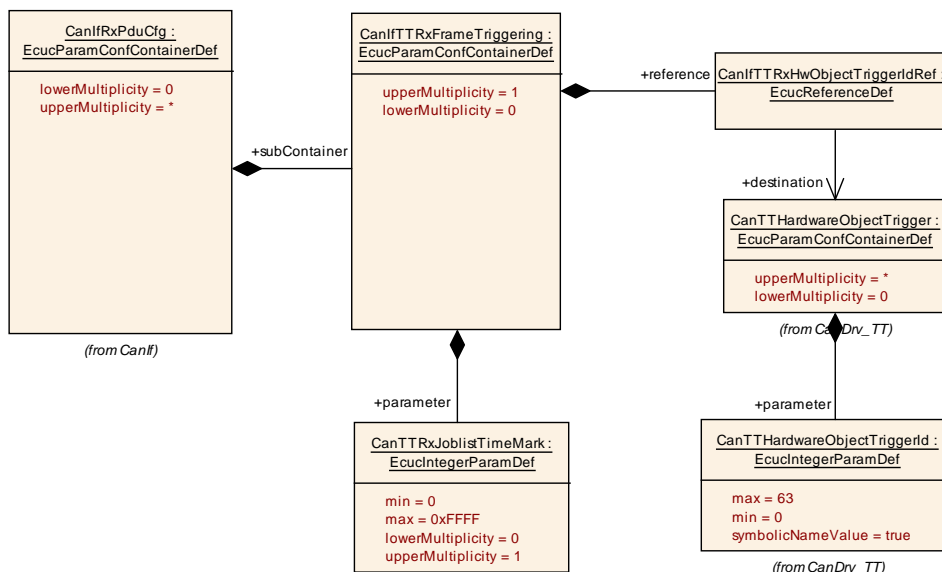 CanIfRxPduCfg :
EcucParamConfContainerDef
lowerMultiplicity = 0
upperMultiplicity = *
(from CanIf)
+subContainer
CanIfTTRxFrameTriggering :
EcucParamConfContainerDef
upperMultiplicity = 1
lowerMultiplicity = 0
+reference
CanIfTTRxHwObjectTriggerIdRef :
EcucReferenceDef
+destination
CanTTHardwareObjectTrigger :
EcucParamConfContainerDef
upperMultiplicity = *
lowerMultiplicity = 0
(from CanDrv_TT)
+parameter
CanTTRxJoblistTimeMark :
EcucIntegerParamDef
min = 0
max = 0xFFFF
lowerMultiplicity = 0
upperMultiplicity = 1
+parameter
CanTTHardwareObjectTriggerId :
EcucIntegerParamDef
max = 63
min = 0
symbolicNameValue = true
(from CanDrv_TT)